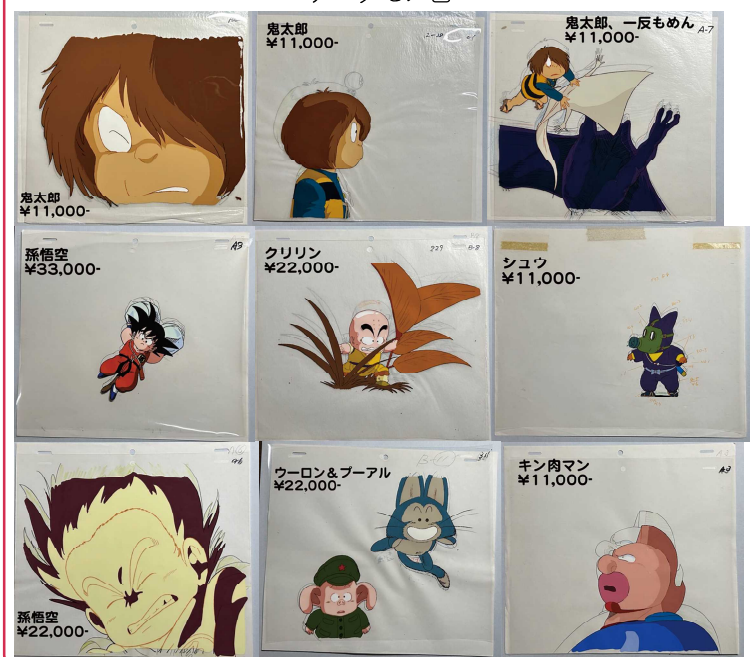 鬼太郎
¥11,000-
鬼太郎
¥11,000-
鬼太郎、一反もめん
¥11,000-
A-7
孫悟空
¥33,000-
A3
クリリン
¥22,000-
229
B-8
シュウ
¥11,000-
孫悟空
¥22,000-
ウーロン&プーアル
¥22,000-
キン肉マン
¥11,000-